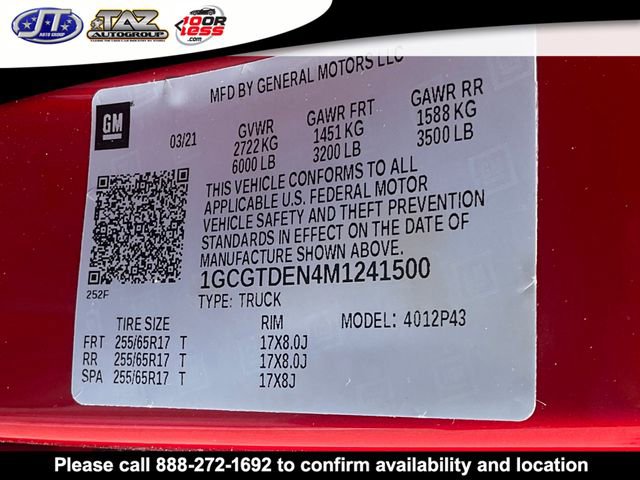 JT
AUTO GROUP
TAZ
AUTOGROUP
10OR
LESS
.com
MFD BY GENERAL MOTORS LLC
GM
03/21
GVWR
2722 KG
6000 LB
GAWR FRT
1451 KG
3200 LB
GAWR RR
1588 KG
3500 LB
THIS VEHICLE CONFORMS TO ALL
APPLICABLE U.S. FEDERAL MOTOR
VEHICLE SAFETY AND THEFT PREVENTION
STANDARDS IN EFFECT ON THE DATE OF
MANUFACTURE SHOWN ABOVE.
252F
1GCGTDEN4M1241500
TYPE: TRUCK
TIRE SIZE RIM MODEL: 4012P43
FRT 255/65R17 T 17X8.0J
RR 255/65R17 T 17X8.0J
SPA 255/65R17 T 17X8J
Please call 888-272-1692 to confirm availability and location